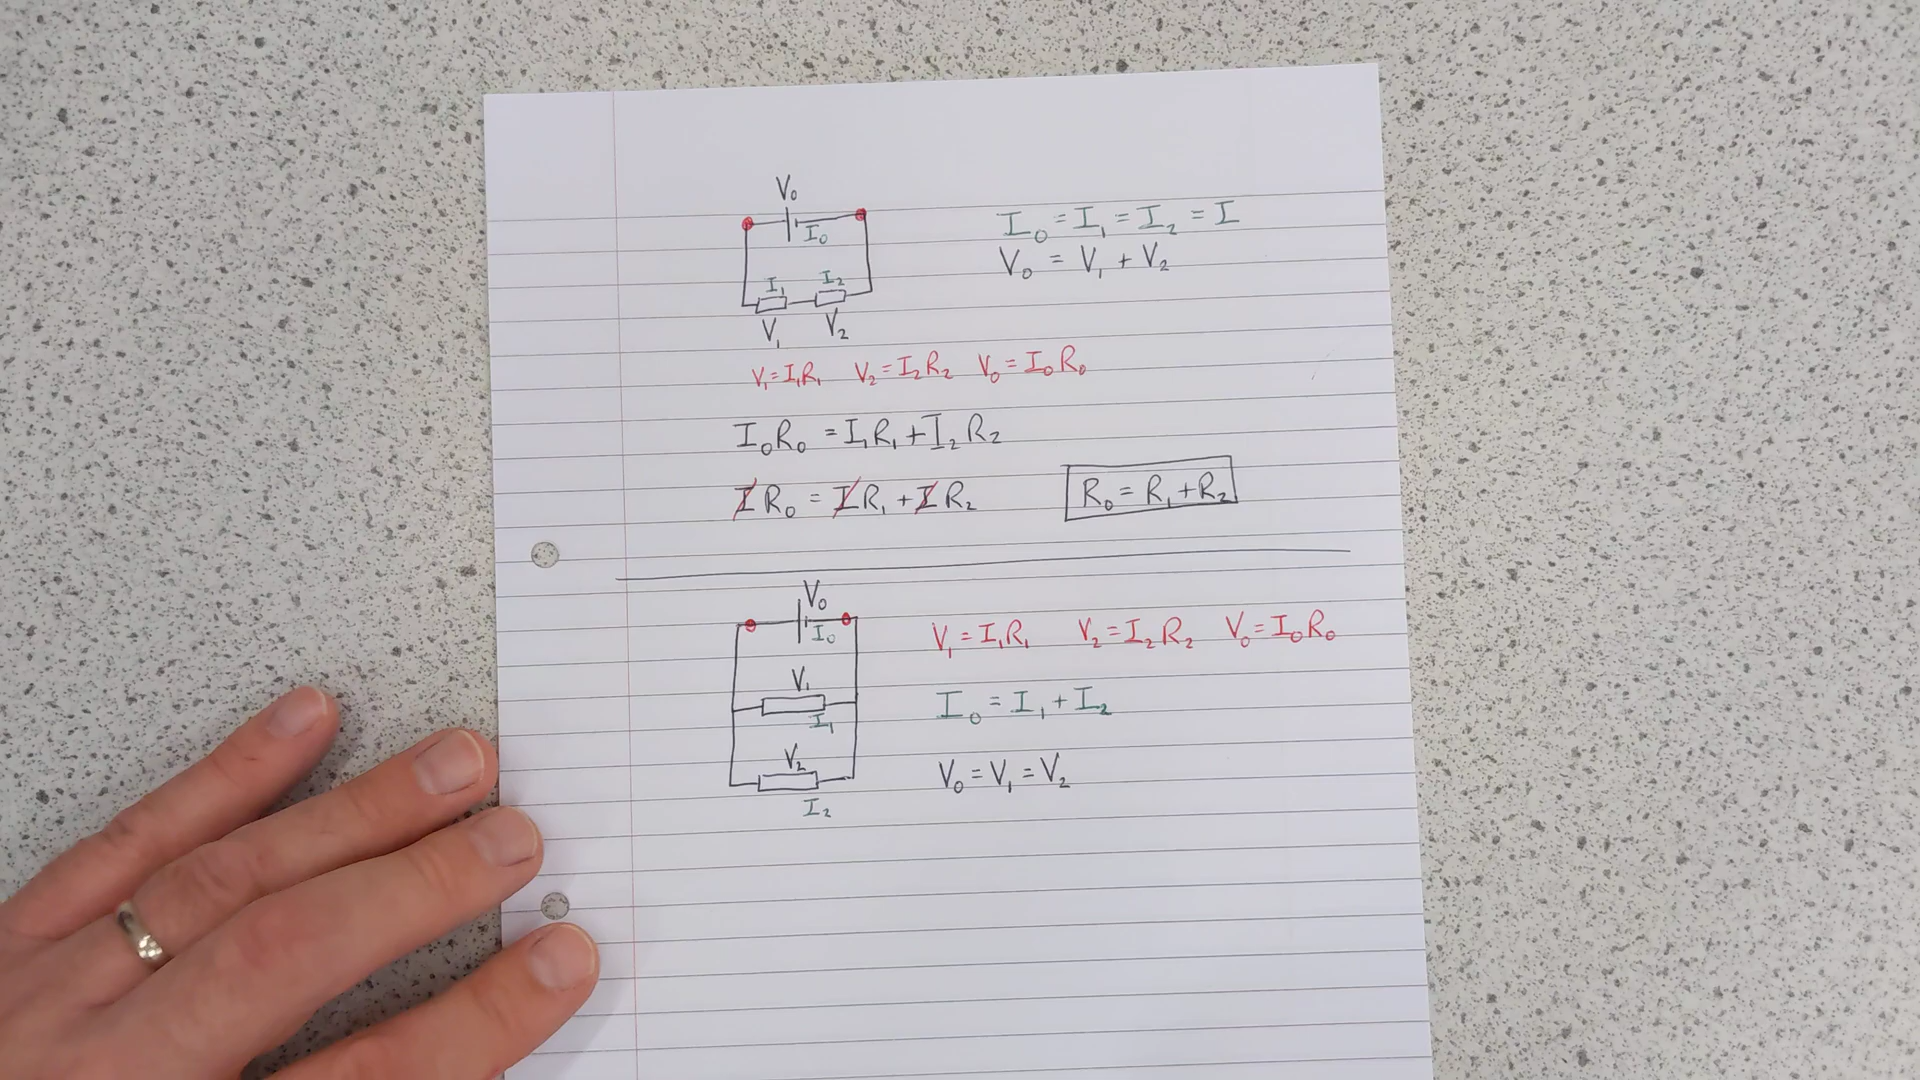 V₀
I₀
I₁ I₂
V₁ V₂
I₀ = I₁ = I₂ = I
V₀ = V₁ + V₂
V₁ = I₁R₁ V₂ = I₂R₂ V₀ = I₀R₀
I₀R₀ = I₁R₁ + I₂R₂
IR₀ = IR₁ + IR₂ R₀ = R₁ + R₂
V₀
I₀
V₁
I₁
V₂
I₂
V₁ = I₁R₁ V₂ = I₂R₂ V₀ = I₀R₀
I₀ = I₁ + I₂
V₀ = V₁ = V₂